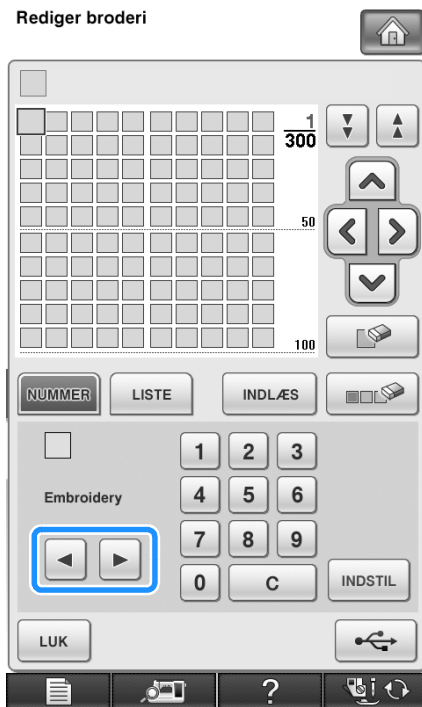 Rediger broderi
1
300
50
100
NUMMER LISTE INDLÆS
Embroidery
1 2 3
4 5 6
7 8 9
0 C
INDSTIL
LUK
?